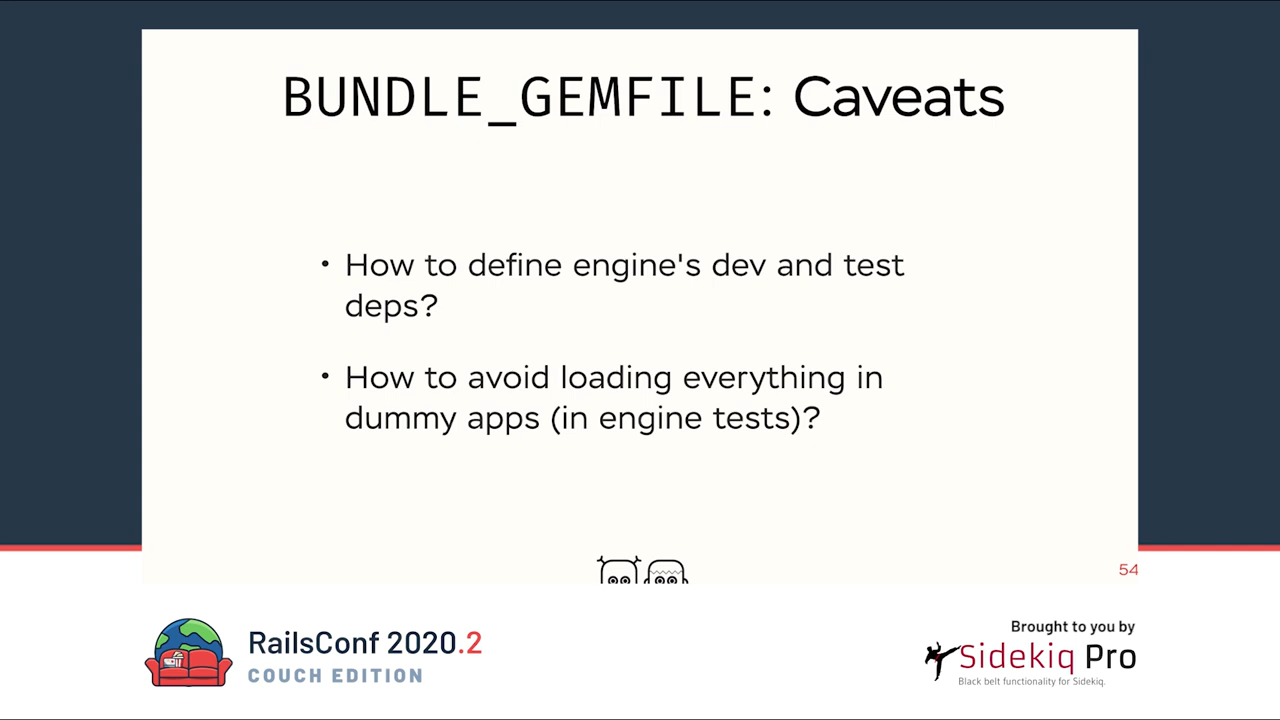 BUNDLE_GEMFILE: Caveats
• How to define engine's dev and test
deps?
• How to avoid loading everything in
dummy apps (in engine tests)?
54
RailsConf 2020.2
COUCH EDITION
Brought to you by
Sidekiq Pro
Black belt functionality for Sidekiq.